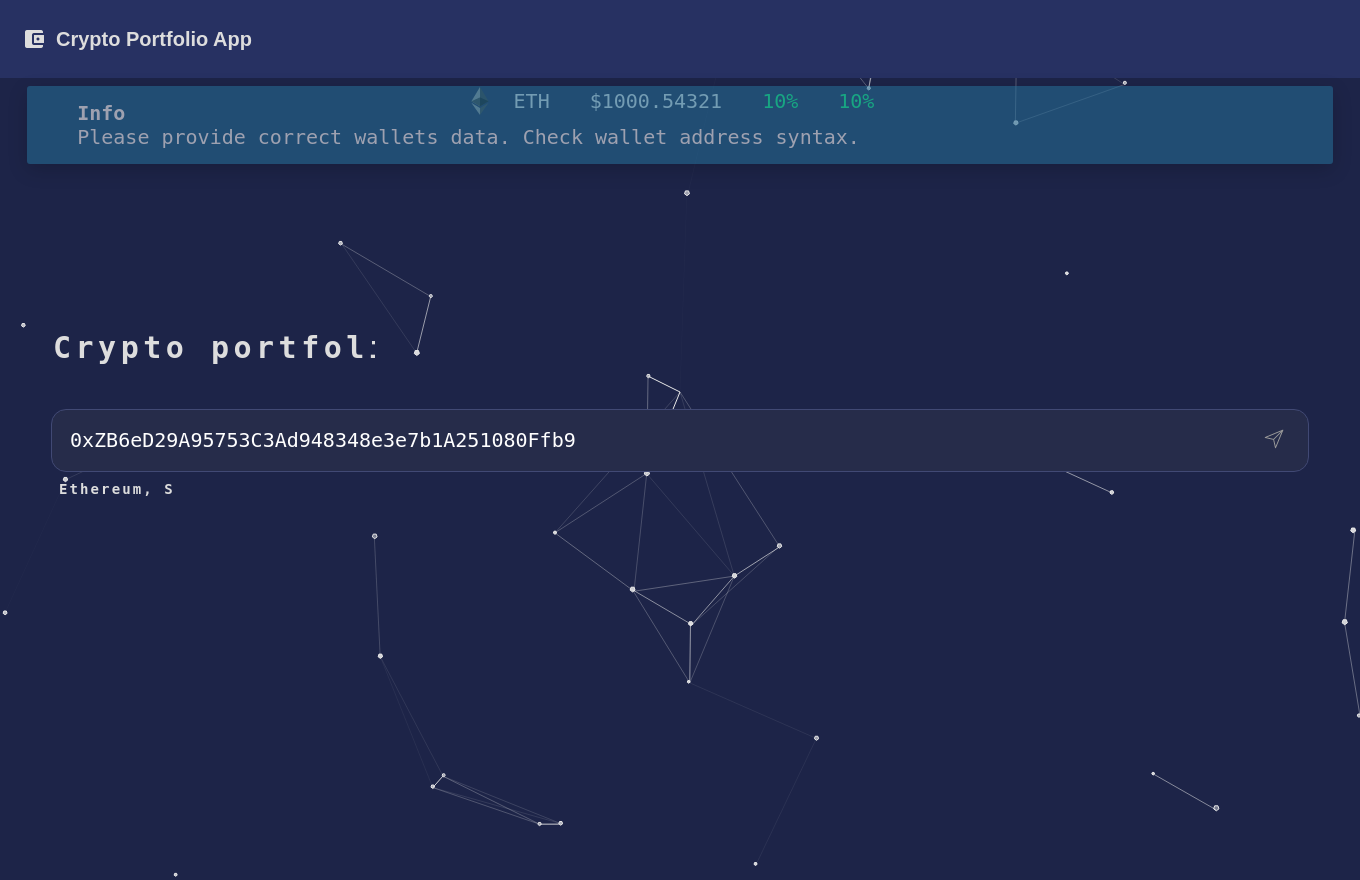 Crypto Portfolio App
ETH $1000.54321 10% 10%
Info
Please provide correct wallets data. Check wallet address syntax.
Crypto portfol:
0xZB6eD29A95753C3Ad948348e3e7b1A251080Ffb9
Ethereum, S